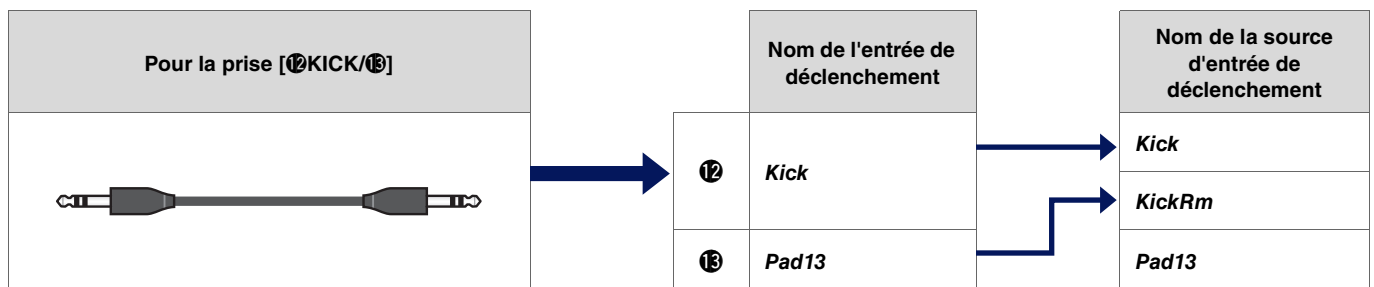 Pour la prise [⓬KICK/⓭]
Nom de l'entrée de
déclenchement
Nom de la source
d'entrée de
déclenchement
⓬
Kick
Kick
KickRm
⓭
Pad13
Pad13